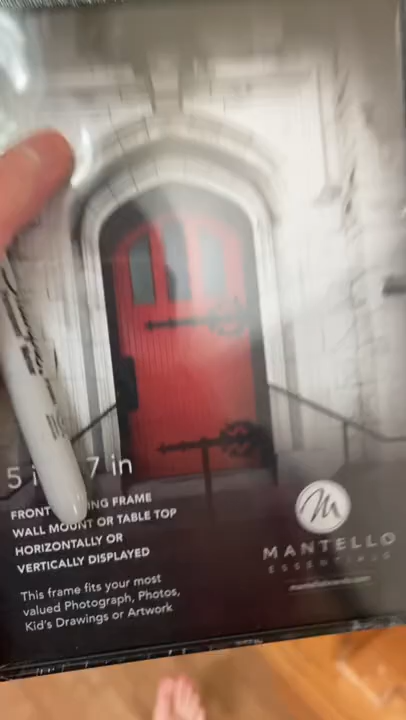 5 i 7 in
FRONT ING FRAME
WALL MOUNT OR TABLE TOP
HORIZONTALLY OR
VERTICALLY DISPLAYED
This frame fits your most
valued Photograph, Photos,
Kid's Drawings or Artwork
M
MANTELLO
ESSENTIALS